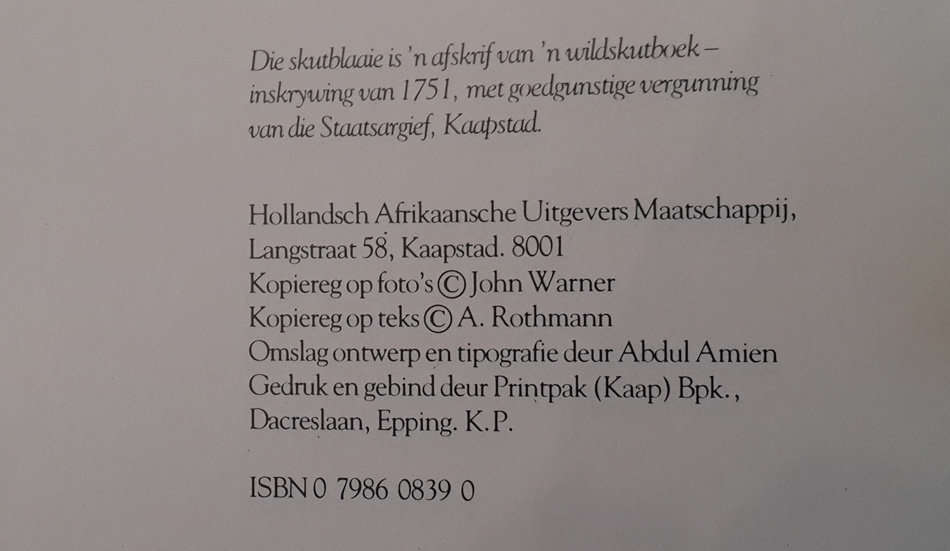 Die skutblaaie is 'n afskrif van 'n wildskutboek –
inskrywing van 1751, met goedgunstige vergunning
van die Staatsargief, Kaapstad.
Hollandsch Afrikaansche Uitgevers Maatschappij,
Langstraat 58, Kaapstad. 8001
Kopiereg op foto's © John Warner
Kopiereg op teks © A. Rothmann
Omslag ontwerp en tipografie deur Abdul Amien
Gedruk en gebind deur Printpak (Kaap) Bpk.,
Dacreslaan, Epping. K.P.
ISBN 0 7986 0839 0